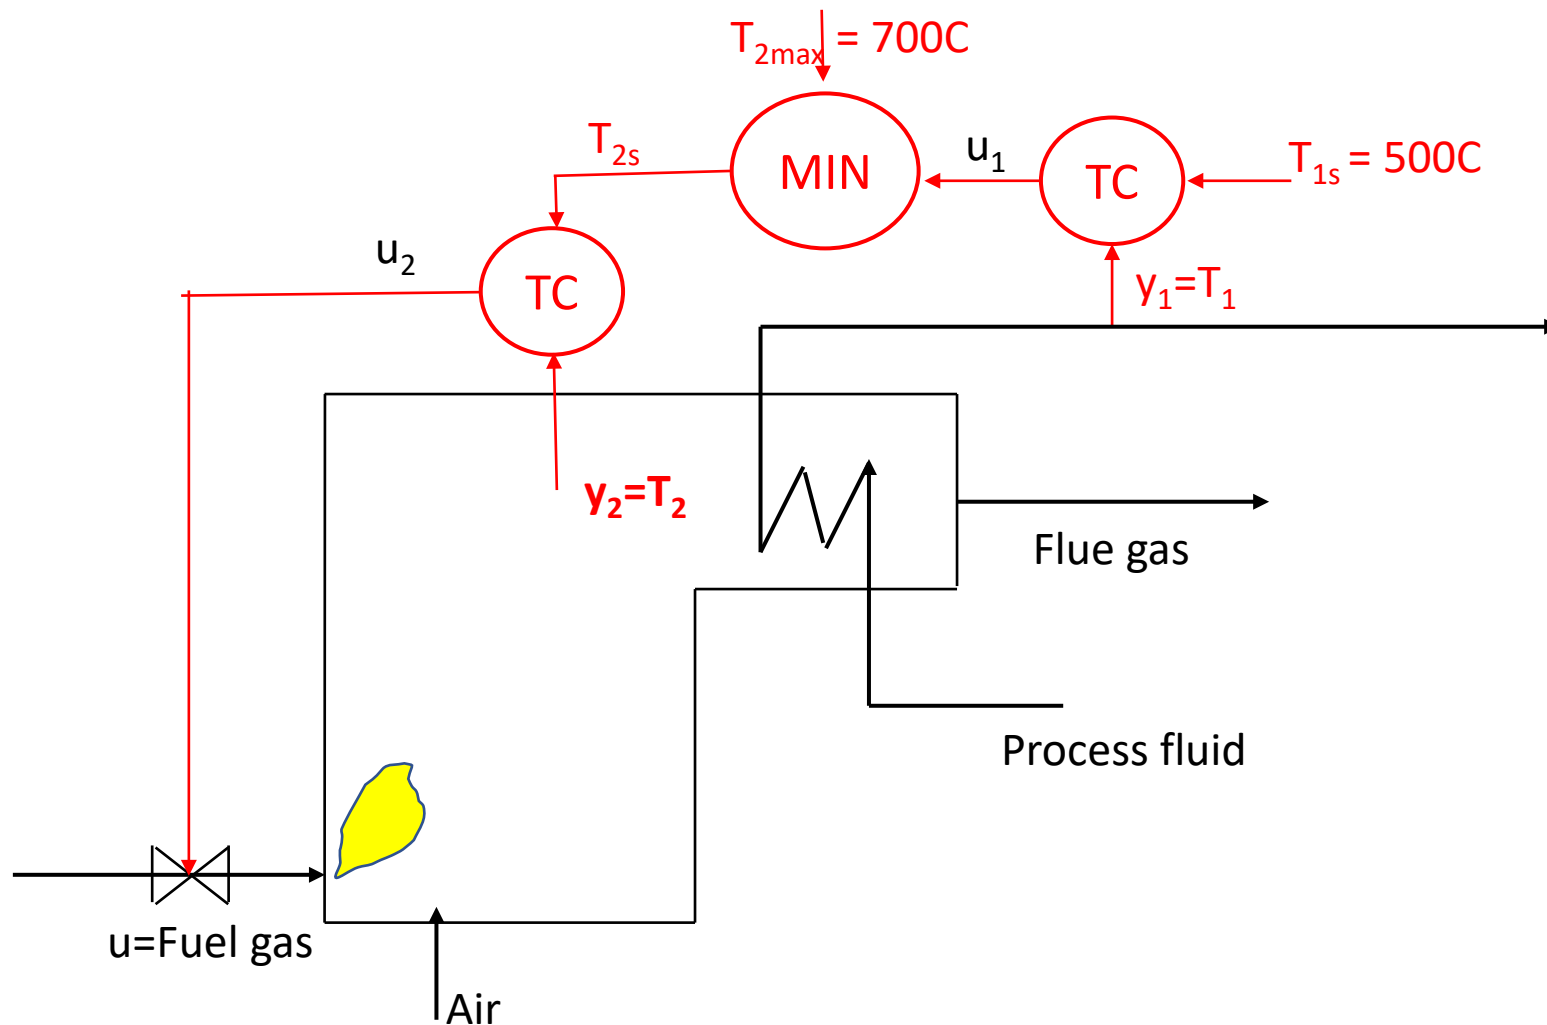 T₂ₘₐₓ = 700C
T₂ₛ
MIN
u₁
TC
T₁ₛ = 500C
u₂
TC
y₁=T₁
y₂=T₂
Flue gas
Process fluid
u=Fuel gas
Air